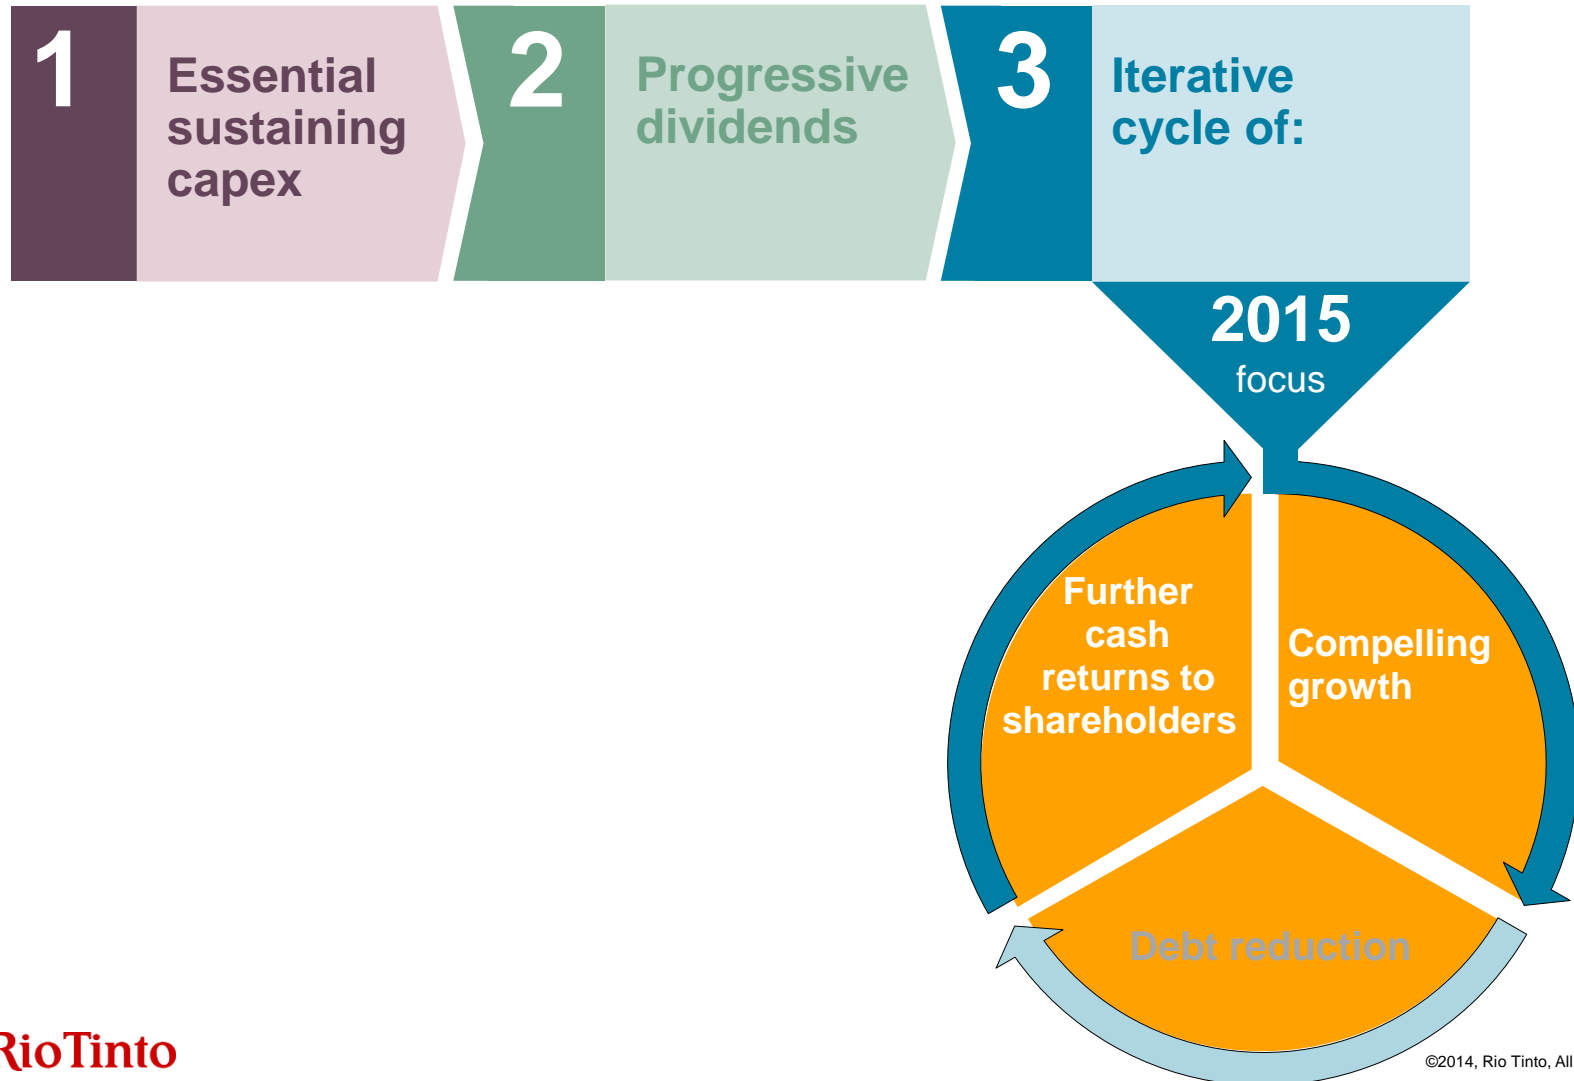 1
Essential
sustaining
capex
2
Progressive
dividends
3
Iterative
cycle of:
2015
focus
Further
cash
returns to
shareholders
Compelling
growth
Debt reduction
RioTinto
©2014, Rio Tinto, All